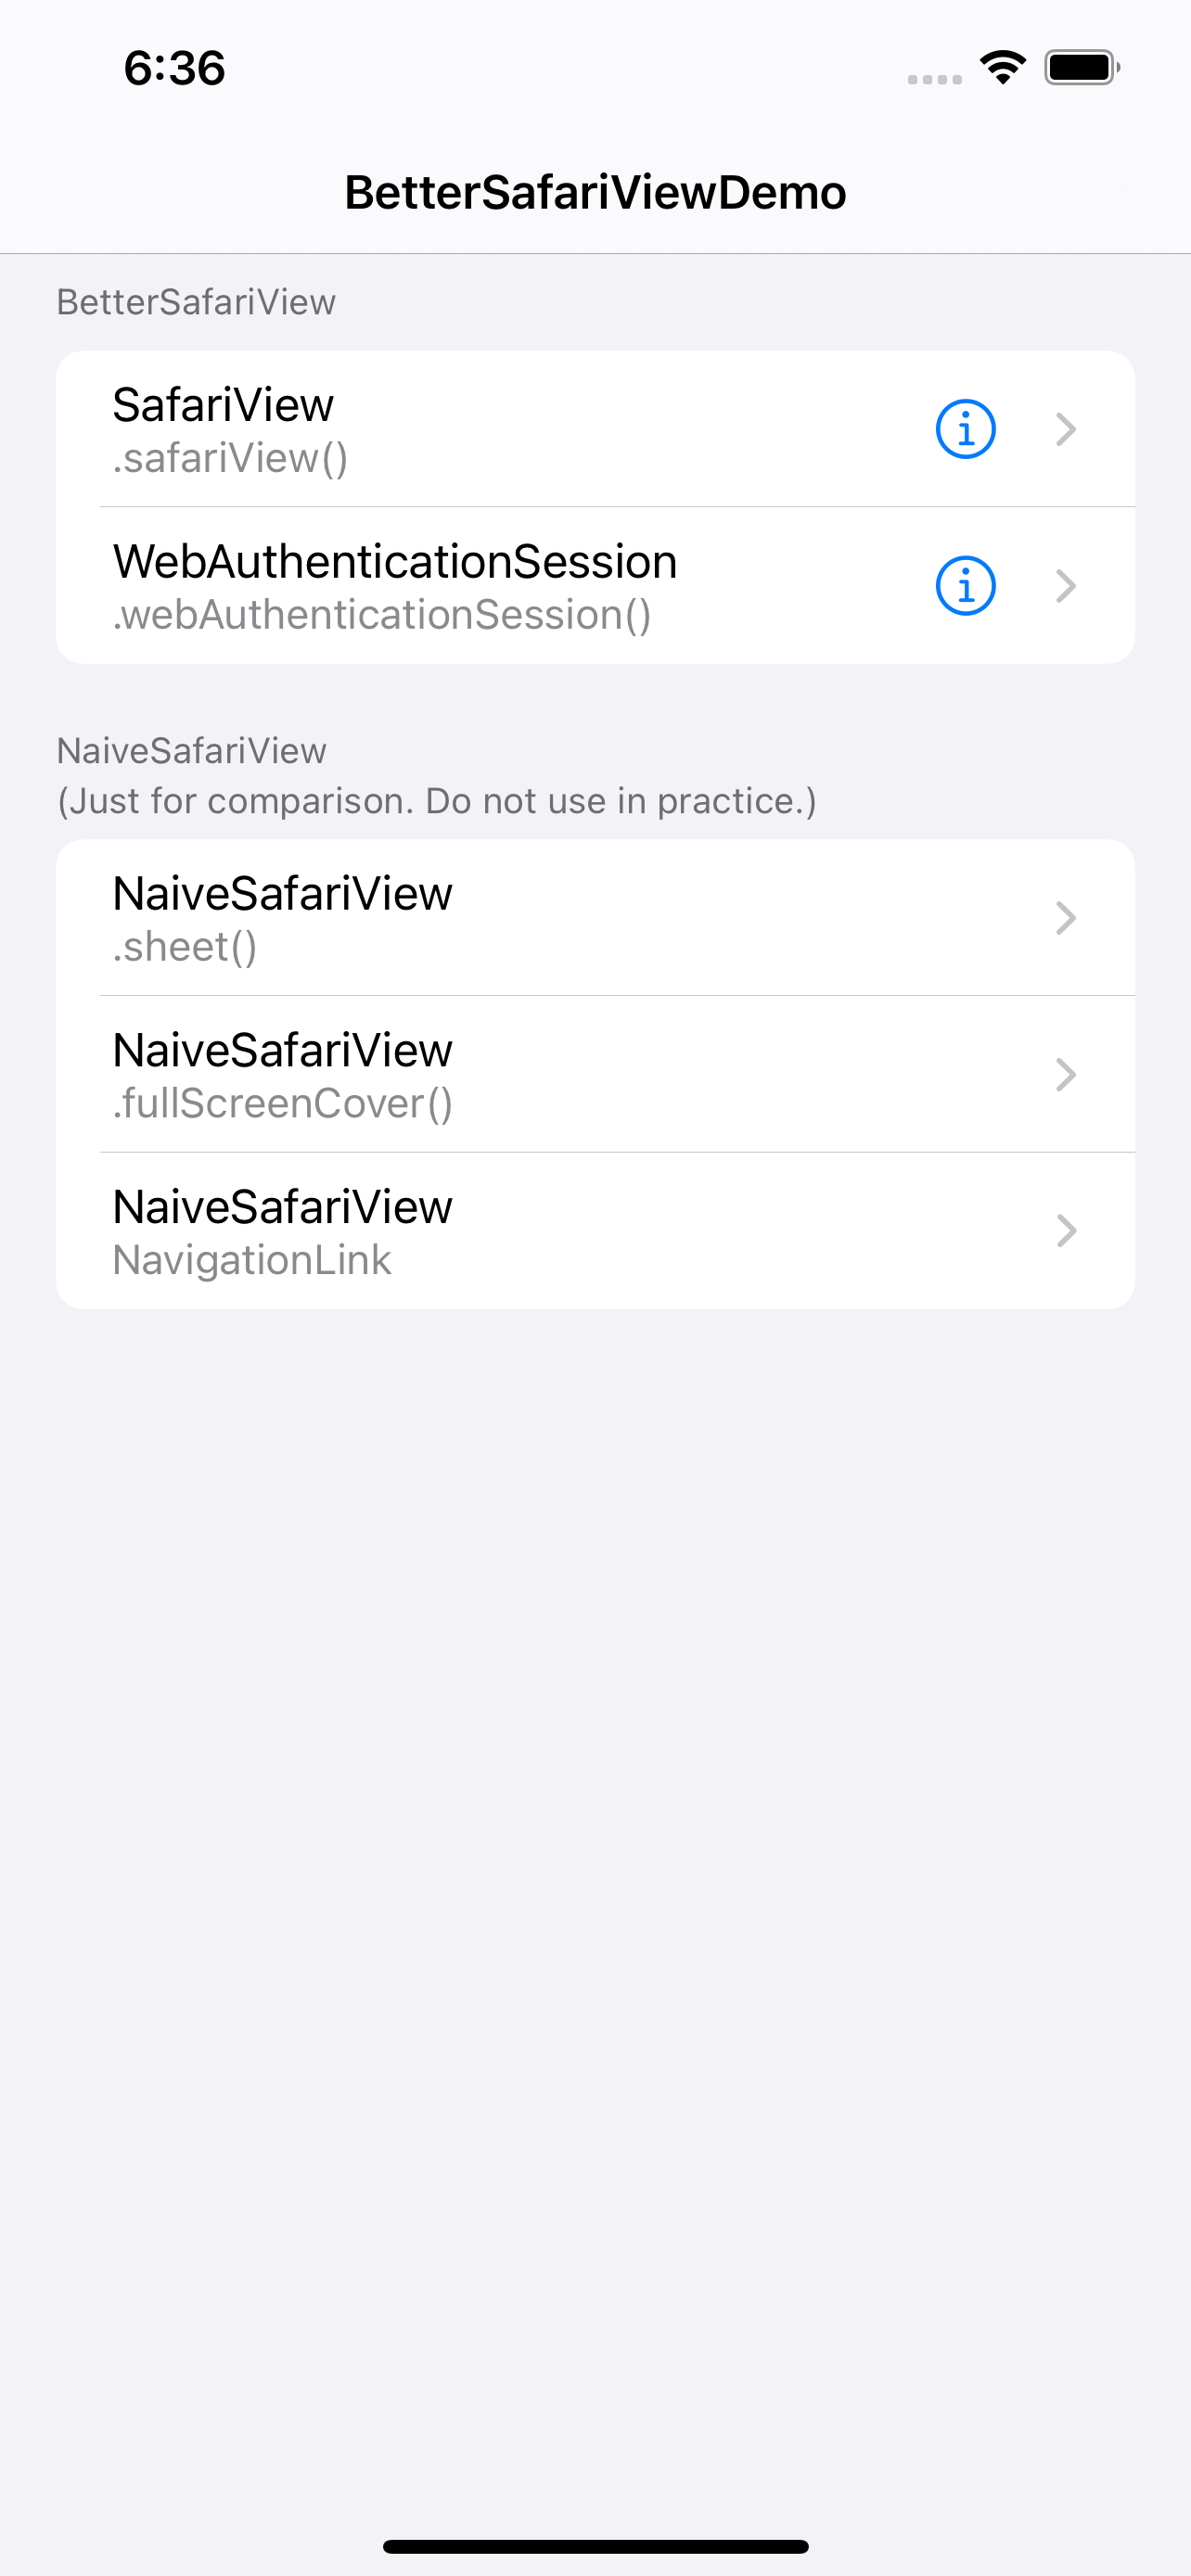 6:36
BetterSafariViewDemo
BetterSafariView
SafariView
.safariView()
WebAuthenticationSession
.webAuthenticationSession()
NaiveSafariView
(Just for comparison. Do not use in practice.)
NaiveSafariView
.sheet()
NaiveSafariView
.fullScreenCover()
NaiveSafariView
NavigationLink